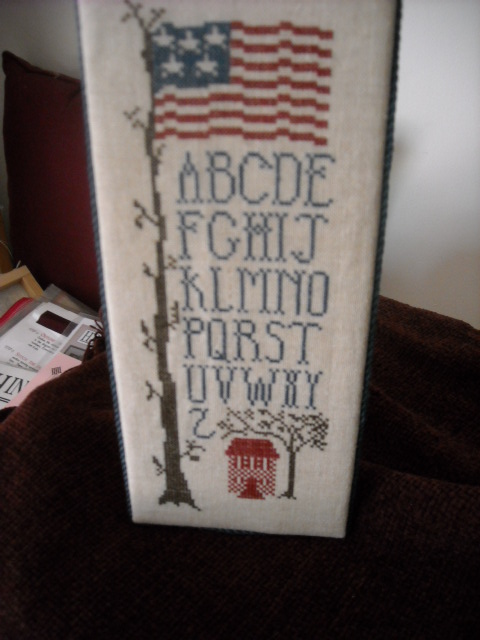 ABCDE
FGHIJ
KLMNO
PQRST
UVWXY
Z